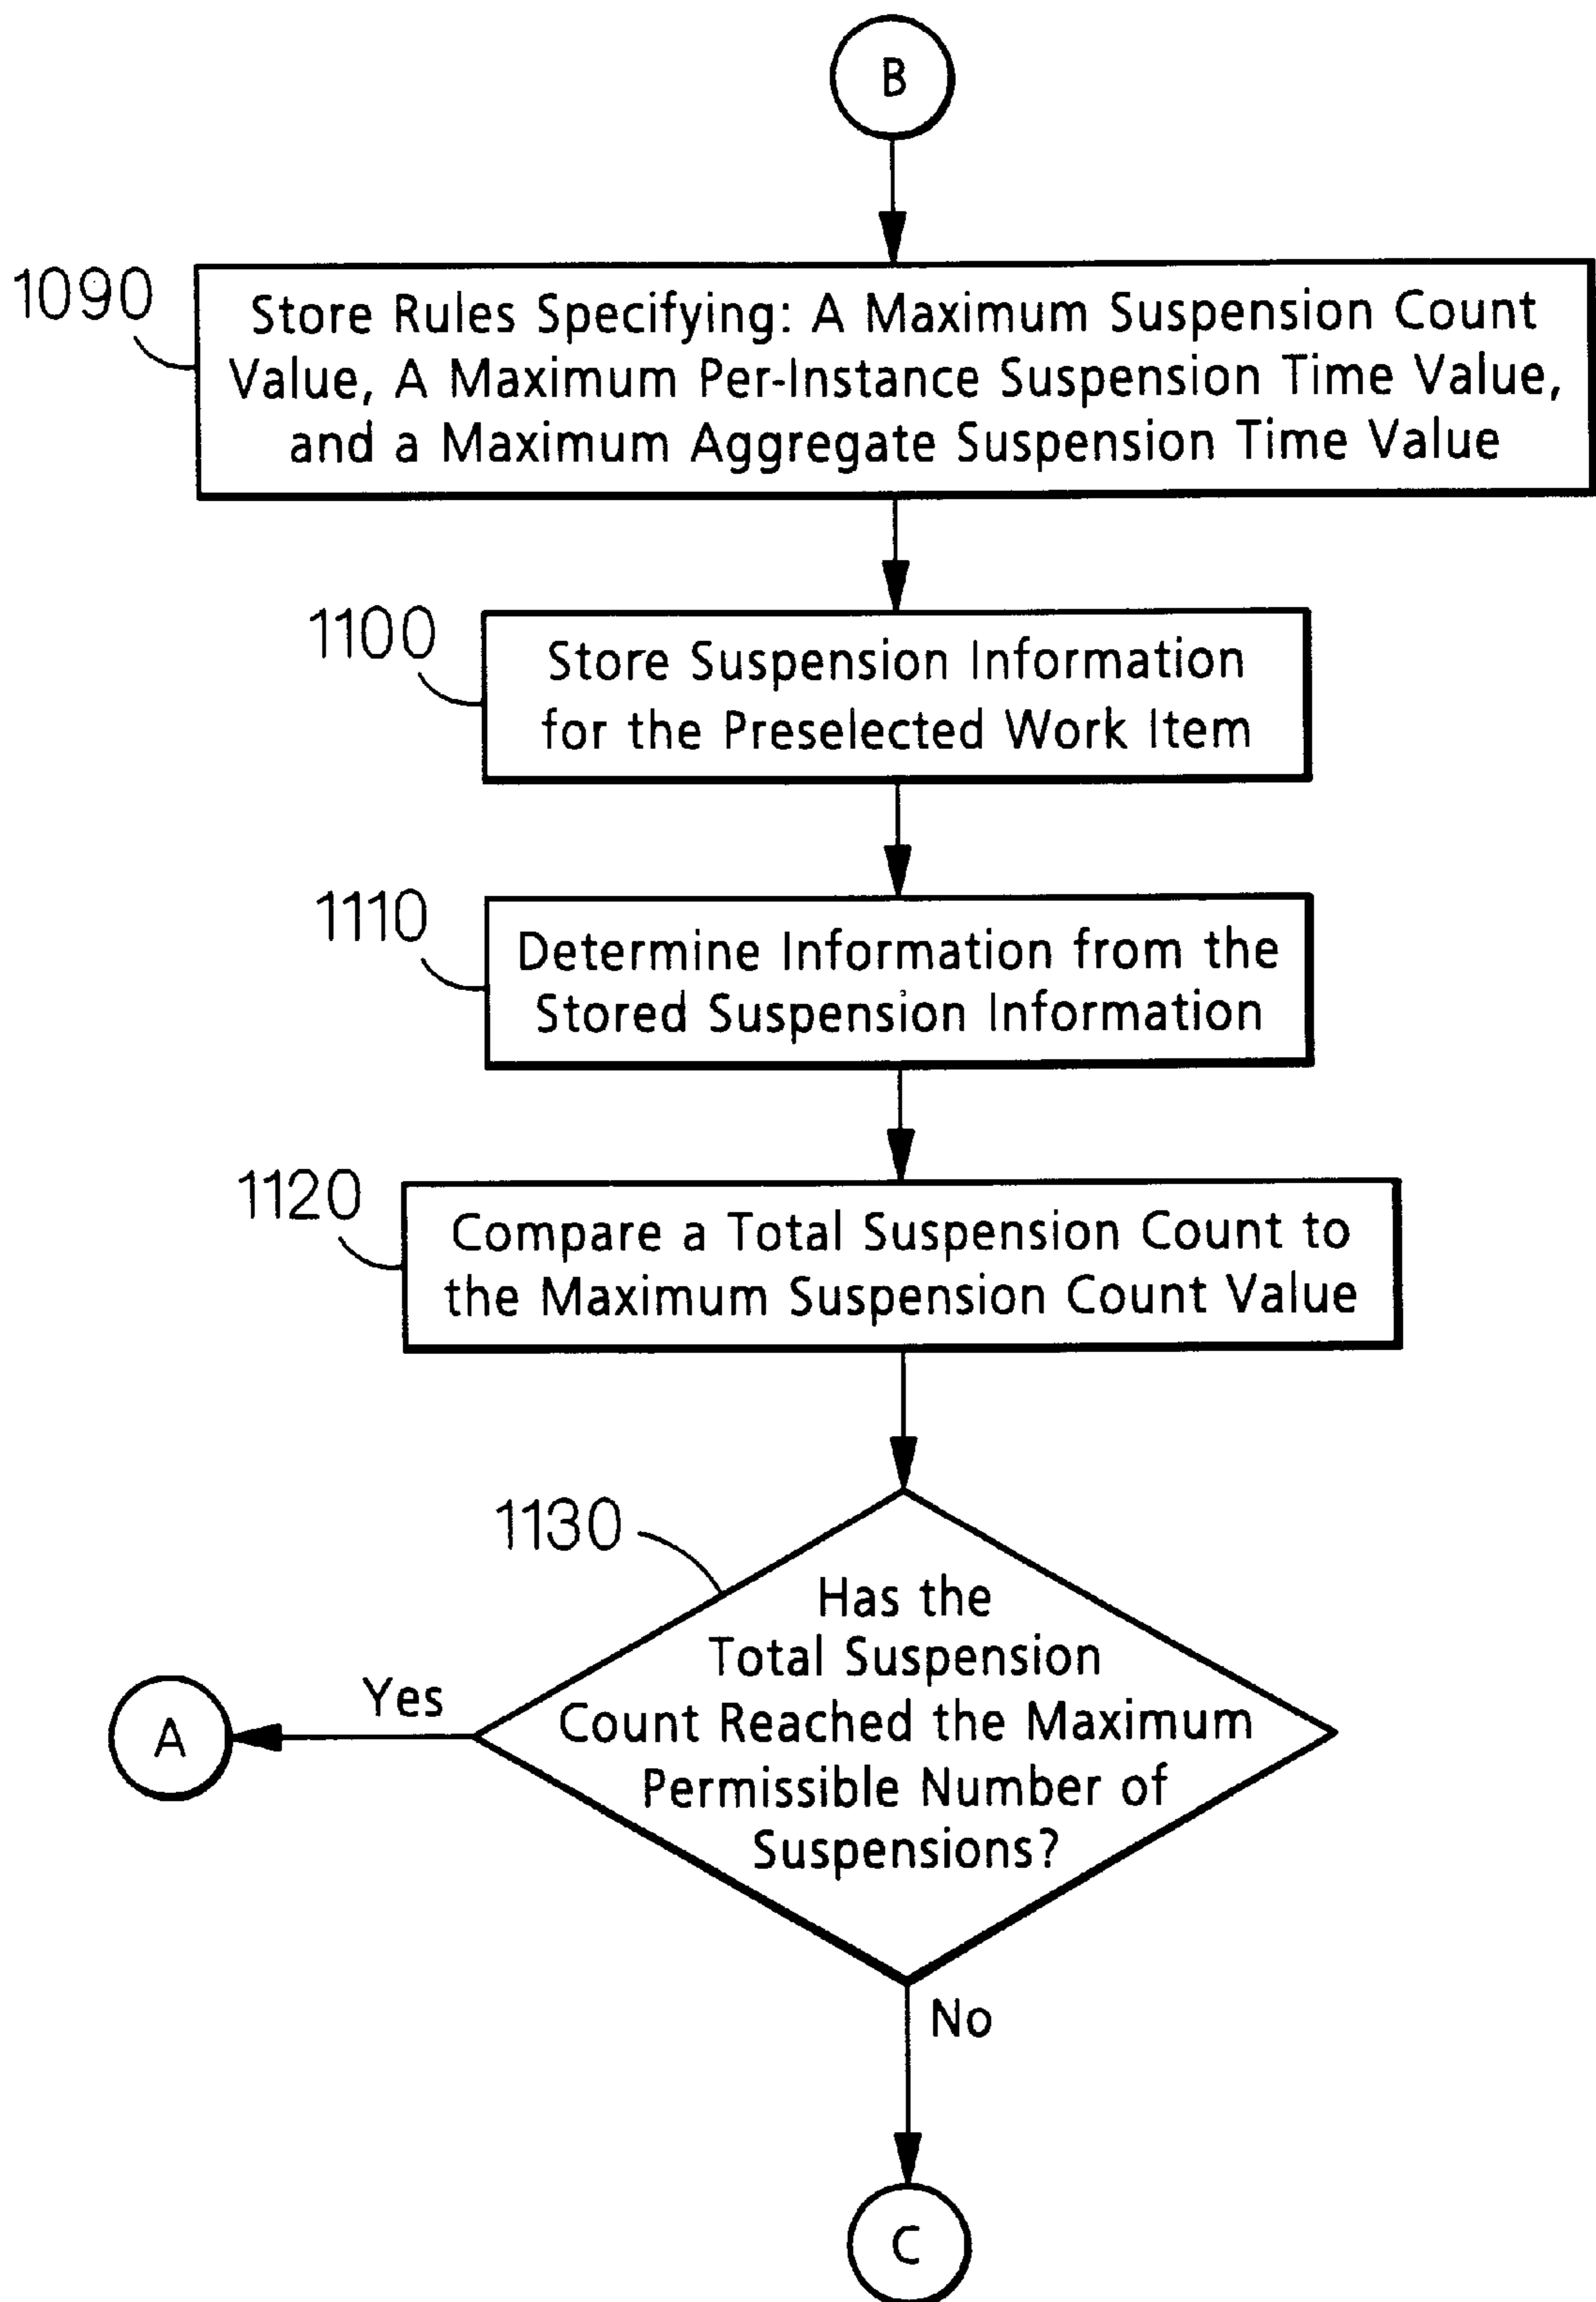 B
1090
Store Rules Specifying: A Maximum Suspension Count
Value, A Maximum Per-Instance Suspension Time Value,
and a Maximum Aggregate Suspension Time Value
1100
Store Suspension Information
for the Preselected Work Item
1110
Determine Information from the
Stored Suspension Information
1120
Compare a Total Suspension Count to
the Maximum Suspension Count Value
1130
Has the
Total Suspension
Count Reached the Maximum
Permissible Number of
Suspensions?
Yes
A
No
C